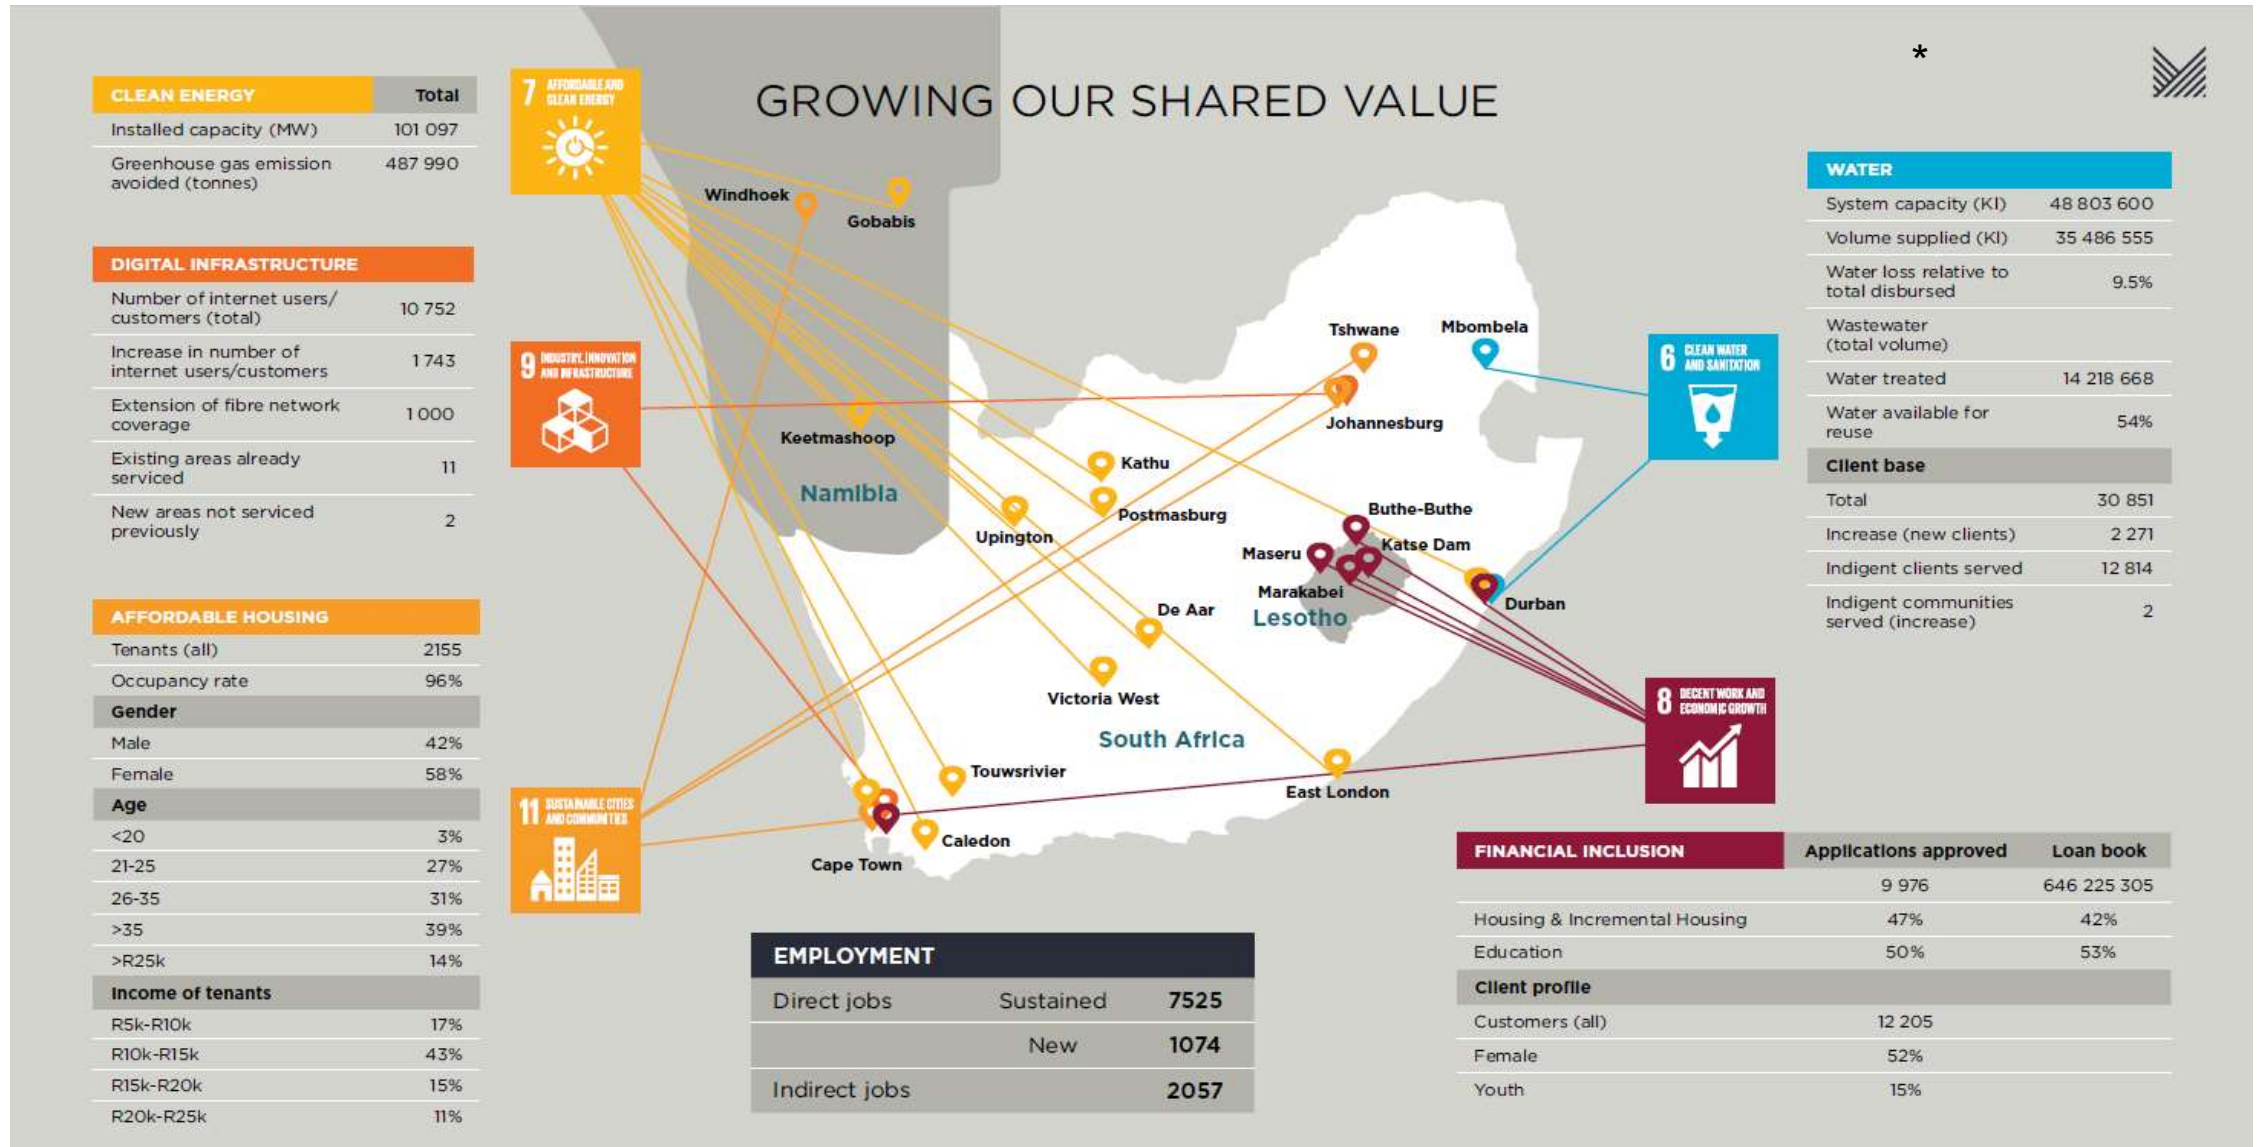 *
GROWING OUR SHARED VALUE
CLEAN ENERGY Total
Installed capacity (MW) 101 097
Greenhouse gas emission
avoided (tonnes) 487 990
DIGITAL INFRASTRUCTURE
Number of internet users/
customers (total) 10 752
Increase in number of
internet users/customers 1 743
Extension of fibre network
coverage 1 000
Existing areas already
serviced 11
New areas not serviced
previously 2
AFFORDABLE HOUSING
Tenants (all) 2155
Occupancy rate 96%
Gender
Male 42%
Female 58%
Age
<20 3%
21-25 27%
26-35 31%
>35 39%
>R25k 14%
Income of tenants
R5k-R10k 17%
R10k-R15k 43%
R15k-R20k 15%
R20k-R25k 11%
7 AFFORDABLE AND
CLEAN ENERGY
9 INDUSTRY, INNOVATION
AND INFRASTRUCTURE
11 SUSTAINABLE CITIES
AND COMMUNITIES
Windhoek
Gobabis
Keetmashoop
Namibia
Tshwane
Mbombela
Johannesburg
Kathu
Postmasburg
Upington
Buthe-Buthe
Katse Dam
Maseru
Marakabei
Lesotho
Durban
De Aar
Victoria West
South Africa
Touwsrivier
East London
Caledon
Cape Town
6 CLEAN WATER
AND SANITATION
8 DECENT WORK AND
ECONOMIC GROWTH
WATER
System capacity (Kl) 48 803 600
Volume supplied (Kl) 35 486 555
Water loss relative to
total disbursed 9.5%
Wastewater
(total volume)
Water treated 14 218 668
Water available for
reuse 54%
Client base
Total 30 851
Increase (new clients) 2 271
Indigent clients served 12 814
Indigent communities
served (increase) 2
EMPLOYMENT
Direct jobs Sustained 7525
New 1074
Indirect jobs 2057
FINANCIAL INCLUSION Applications approved Loan book
9 976 646 225 305
Housing & Incremental Housing 47% 42%
Education 50% 53%
Client profile
Customers (all) 12 205
Female 52%
Youth 15%